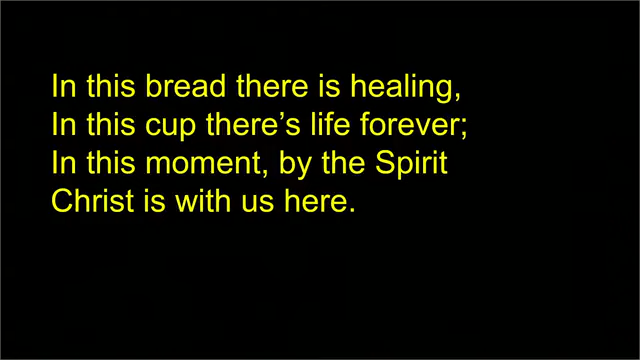 In this bread there is healing,
In this cup there’s life forever;
In this moment, by the Spirit
Christ is with us here.